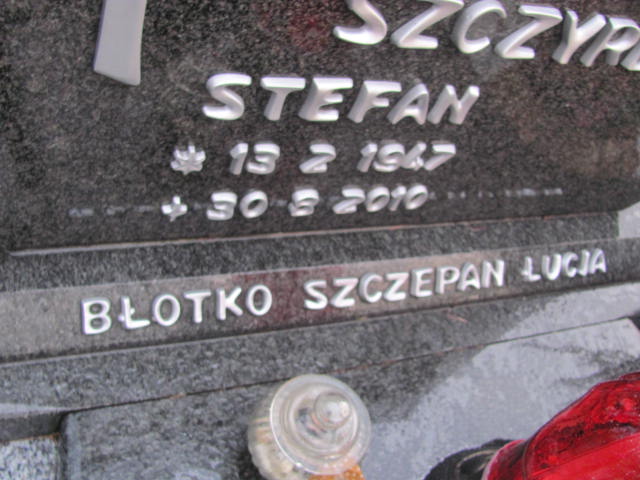 STEFAN
* 13 2 1947
+ 30 8 2010
BŁOTKO SZCZEPAN ŁUCJA